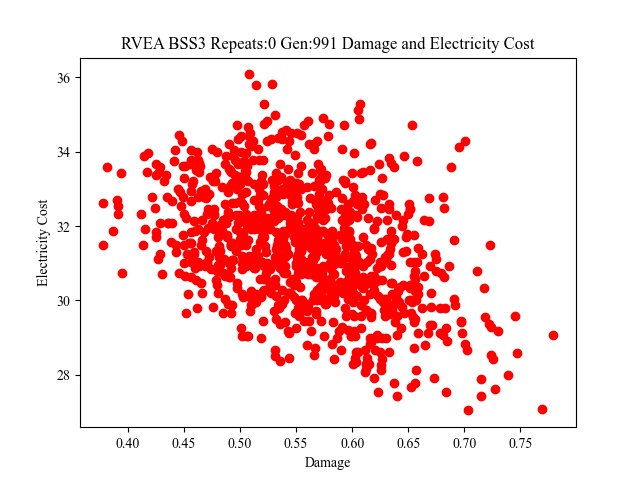 RVEA BSS3 Repeats:0 Gen:991 Damage and Electricity Cost
36
34
32
30
28
Electricity Cost
0.40 0.45 0.50 0.55 0.60 0.65 0.70 0.75
Damage